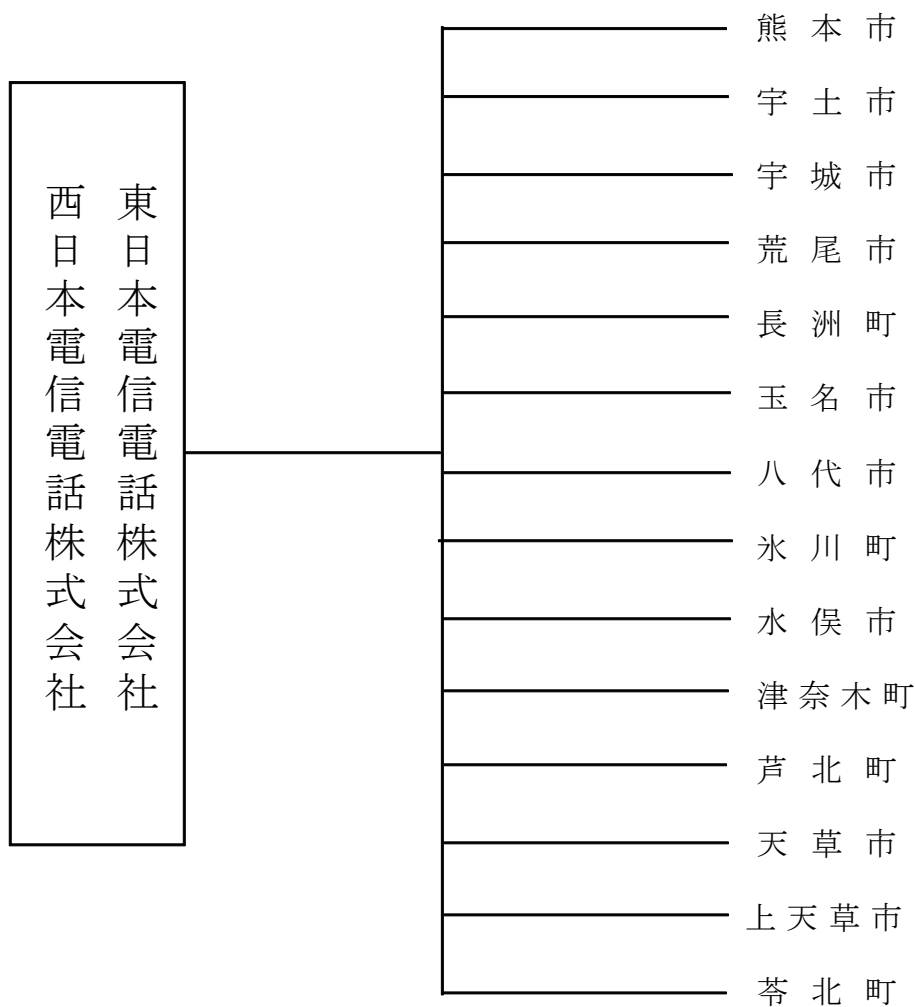 東日本電信電話株式会社
西日本電信電話株式会社
熊本市
宇土市
宇城市
荒尾市
長洲町
玉名市
八代市
氷川町
水俣市
津奈木町
芦北町
天草市
上天草市
苓北町